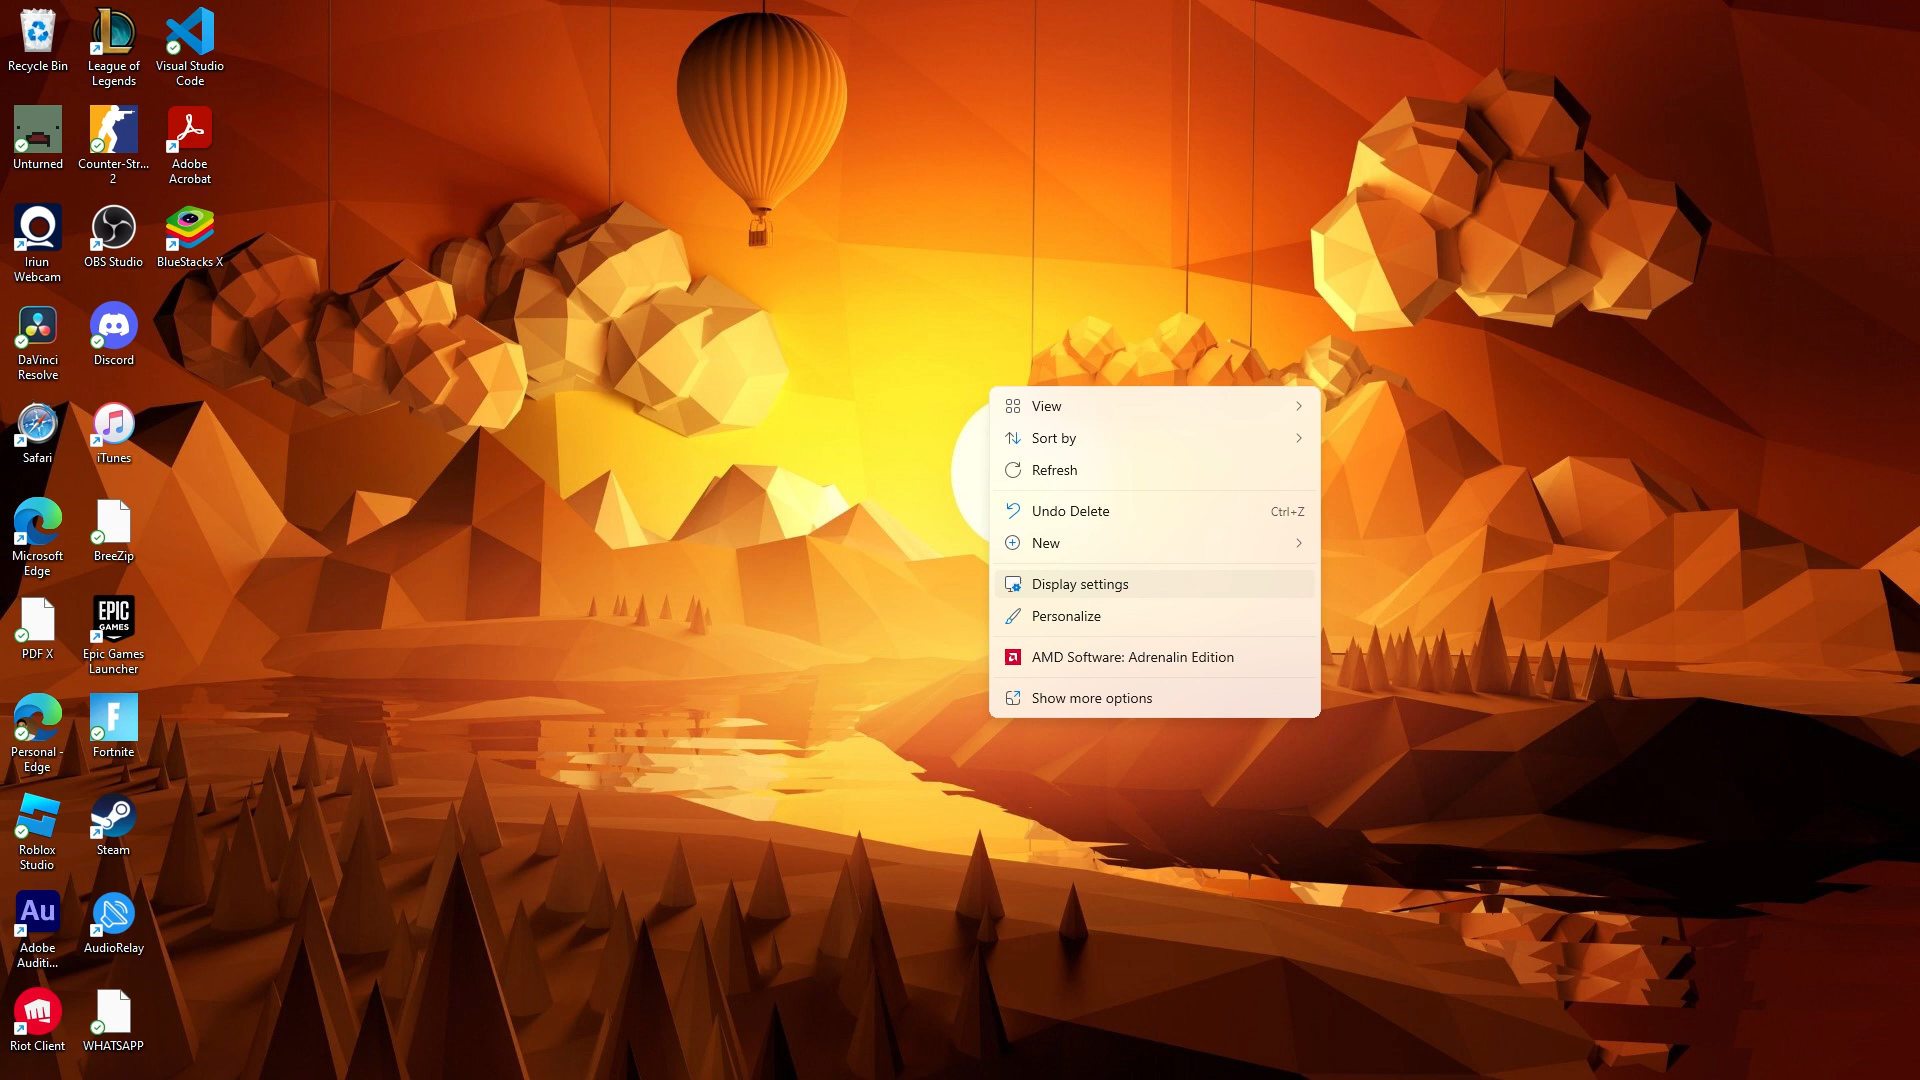 Recycle Bin
League of
Legends
Visual Studio
Code
Unturned
Counter-Str...
2
Adobe
Acrobat
Iriun
Webcam
OBS Studio
BlueStacks X
DaVinci
Resolve
Discord
Safari
iTunes
Microsoft
Edge
BreeZip
PDF X
EPIC
GAMES
Epic Games
Launcher
Personal -
Edge
F
Fortnite
Roblox
Studio
Steam
Au
Adobe
Auditi...
AudioRelay
Riot Client
WHATSAPP
View
Sort by
Refresh
Undo Delete Ctrl+Z
New
Display settings
Personalize
AMD Software: Adrenalin Edition
Show more options